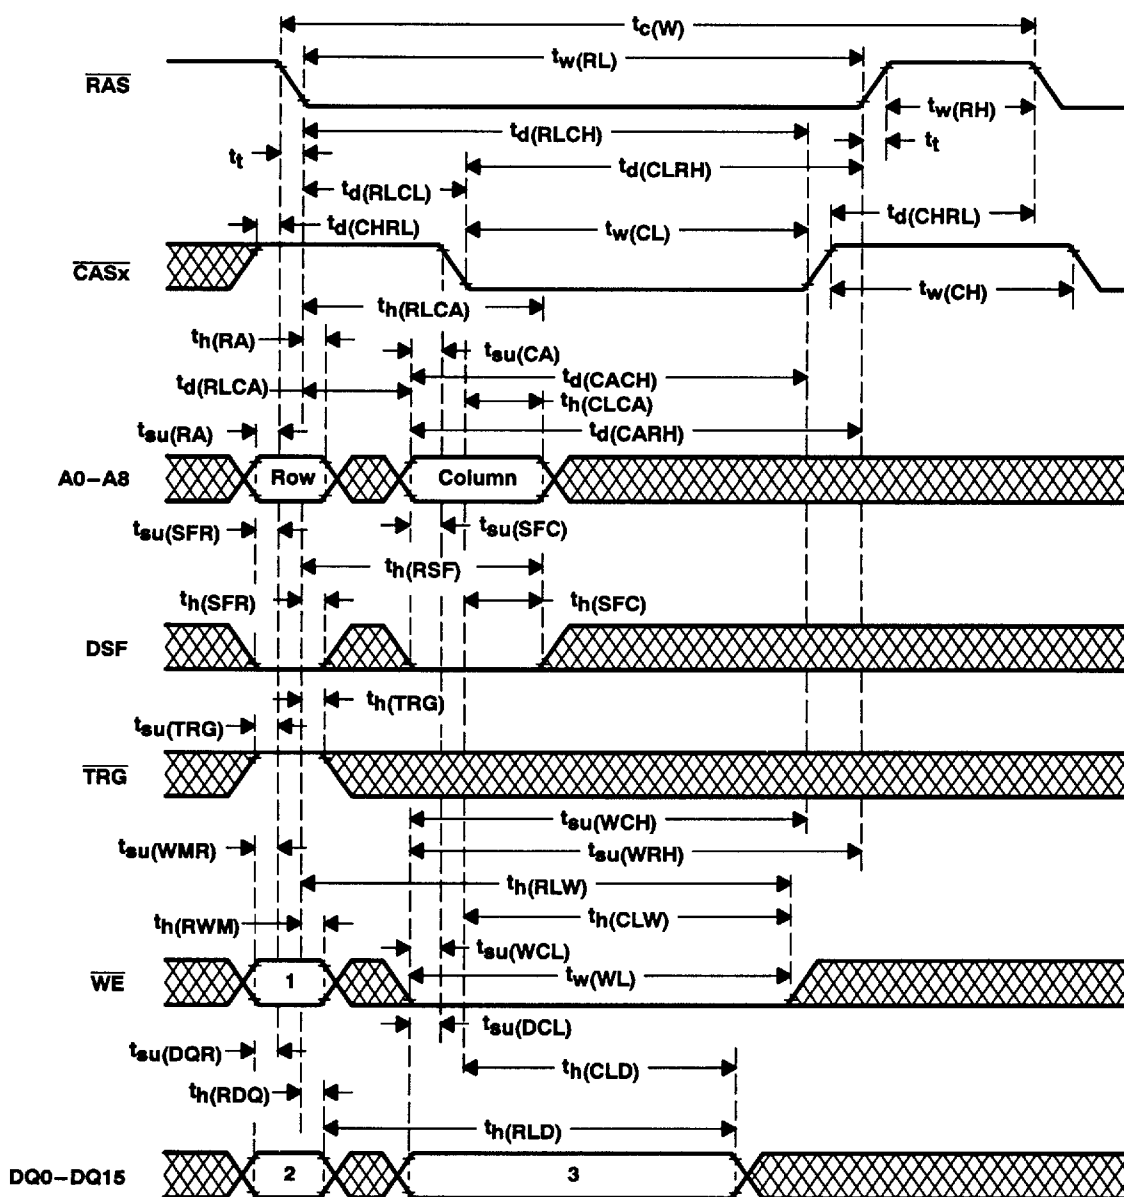 tc(W)
tw(RL)
RAS
tw(RH)
td(RLCH)
tt
tt
td(CLRH)
td(RLCL)
td(CHRL)
td(CHRL)
tw(CL)
CASx
tw(CH)
th(RLCA)
th(RA)
tsu(CA)
td(RLCA)
td(CACH)
th(CLCA)
tsu(RA)
td(CARH)
A0–A8
Row
Column
tsu(SFR)
tsu(SFC)
th(RSF)
th(SFR)
th(SFC)
DSF
th(TRG)
tsu(TRG)
TRG
tsu(WCH)
tsu(WMR)
tsu(WRH)
th(RLW)
th(RWM)
th(CLW)
tsu(WCL)
WE
1
tw(WL)
tsu(DCL)
tsu(DQR)
th(CLD)
th(RDQ)
th(RLD)
DQ0–DQ15
2
3